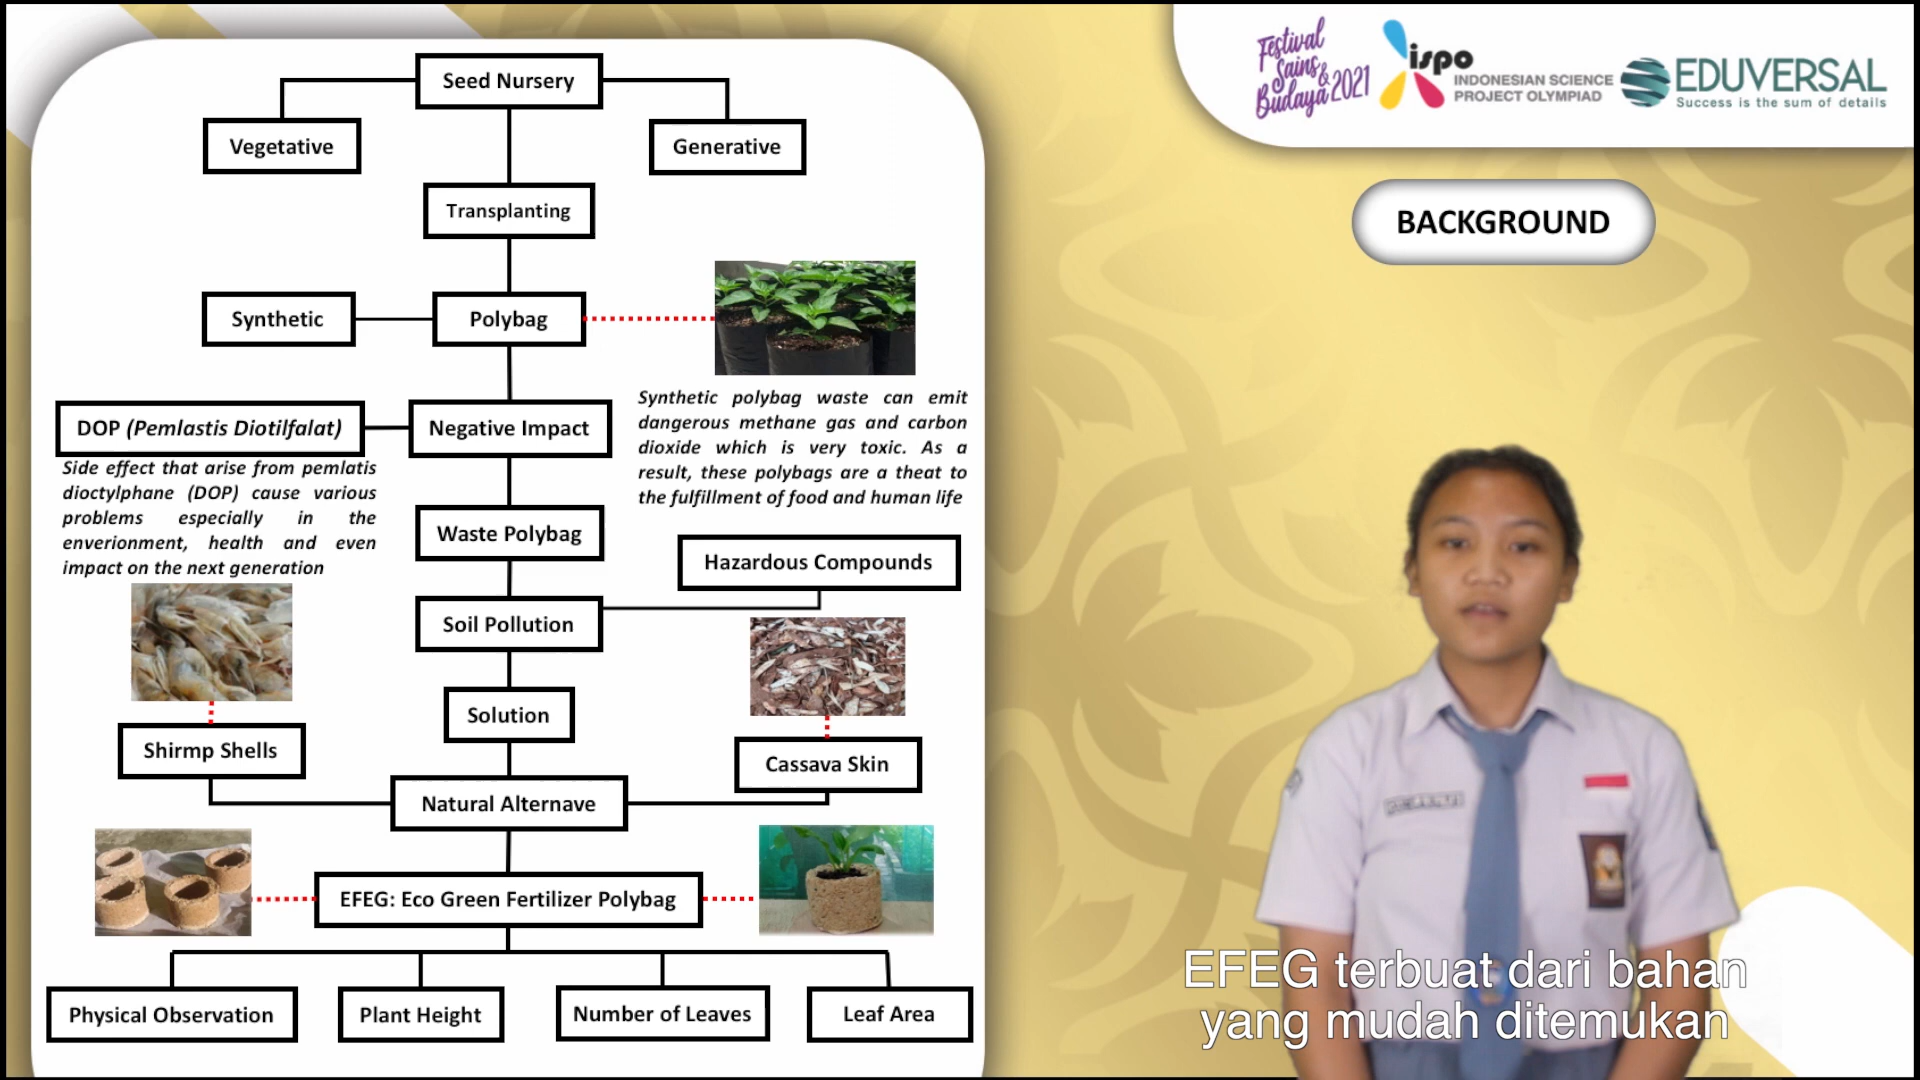 Seed Nursery
Vegetative
Generative
Transplanting
Synthetic
Polybag
DOP (Pemlastis Diotilfalat)
Negative Impact
Side effect that arise from pemlatis
dioctylphane (DOP) cause various
problems especially in the
enverionment, health and even
impact on the next generation
Synthetic polybag waste can emit
dangerous methane gas and carbon
dioxide which is very toxic. As a
result, these polybags are a theat to
the fulfillment of food and human life
Waste Polybag
Hazardous Compounds
Soil Pollution
Solution
Shirmp Shells
Cassava Skin
Natural Alternave
EFEG: Eco Green Fertilizer Polybag
Physical Observation
Plant Height
Number of Leaves
Leaf Area
Festival
Sains &
Budaya 2021
ispo
INDONESIAN SCIENCE
PROJECT OLYMPIAD
EDUVERSAL
Success is the sum of details
BACKGROUND
EFEG terbuat dari bahan
yang mudah ditemukan